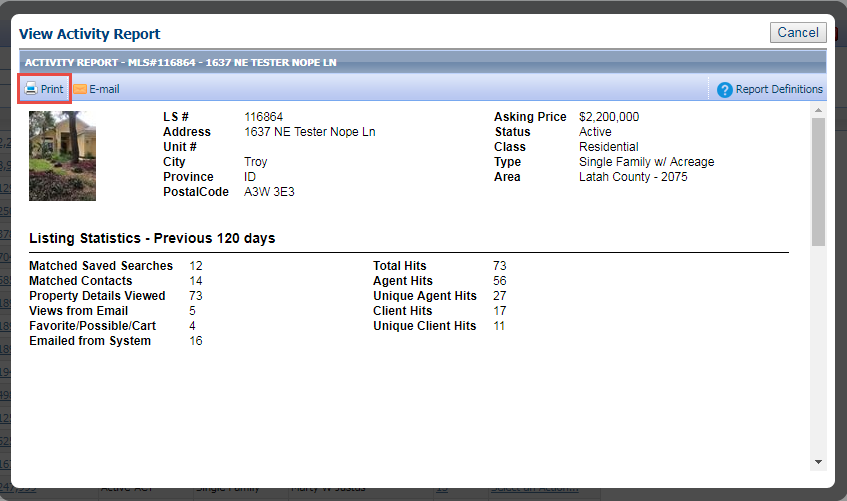 View Activity Report
Cancel
ACTIVITY REPORT - MLS#116864 - 1637 NE TESTER NOPE LN
Print E-mail ? Report Definitions
LS # 116864 Asking Price $2,200,000
Address 1637 NE Tester Nope Ln Status Active
Unit # Class Residential
City Troy Type Single Family w/ Acreage
Province ID Area Latah County - 2075
PostalCode A3W 3E3
Listing Statistics - Previous 120 days
Matched Saved Searches 12 Total Hits 73
Matched Contacts 14 Agent Hits 56
Property Details Viewed 73 Unique Agent Hits 27
Views from Email 5 Client Hits 17
Favorite/Possible/Cart 4 Unique Client Hits 11
Emailed from System 16